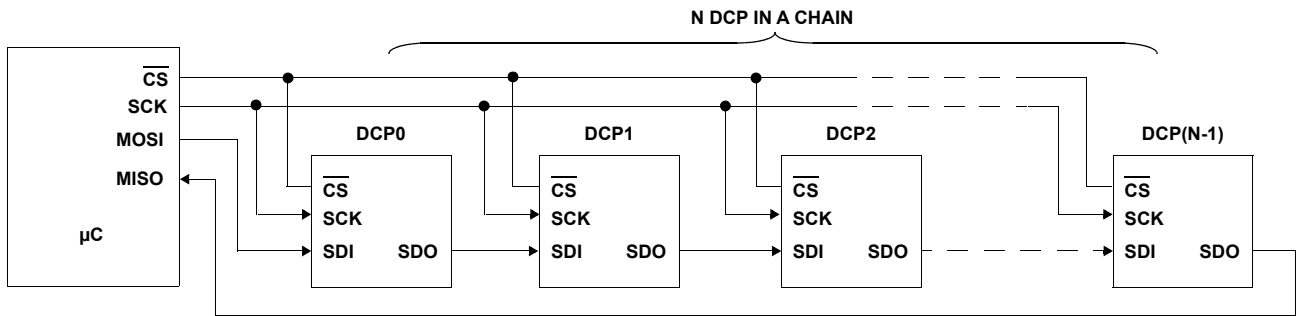 N DCP IN A CHAIN
CS
SCK
MOSI
MISO
µC
DCP0
CS
SCK
SDI SDO
DCP1
CS
SCK
SDI SDO
DCP2
CS
SCK
SDI SDO
DCP(N-1)
CS
SCK
SDI SDO